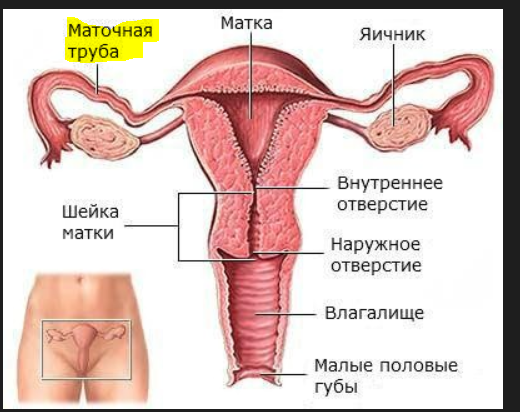 Маточная
труба
Матка
Яичник
Внутреннее
отверстие
Шейка
матки
Наружное
отверстие
Влагалище
Малые половые
губы